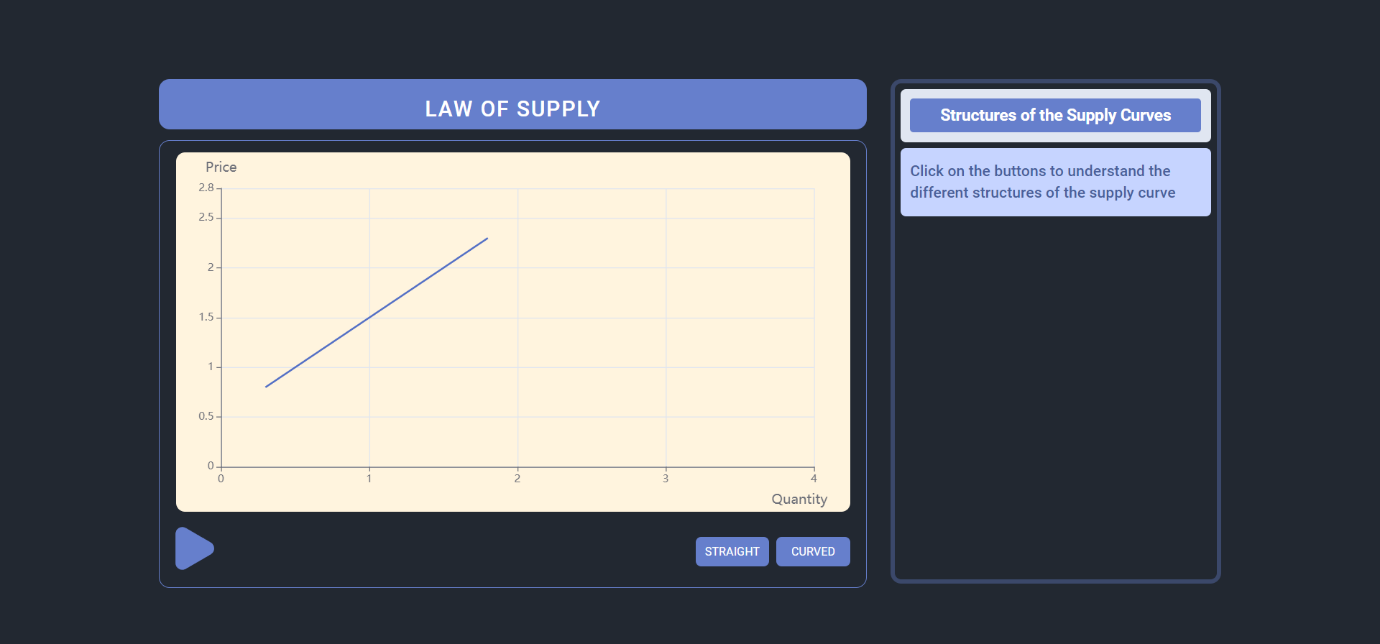 LAW OF SUPPLY
Price
2.8
2.5
2
1.5
1
0.5
0
0 1 2 3 4
Quantity
STRAIGHT CURVED
Structures of the Supply Curves
Click on the buttons to understand the
different structures of the supply curve